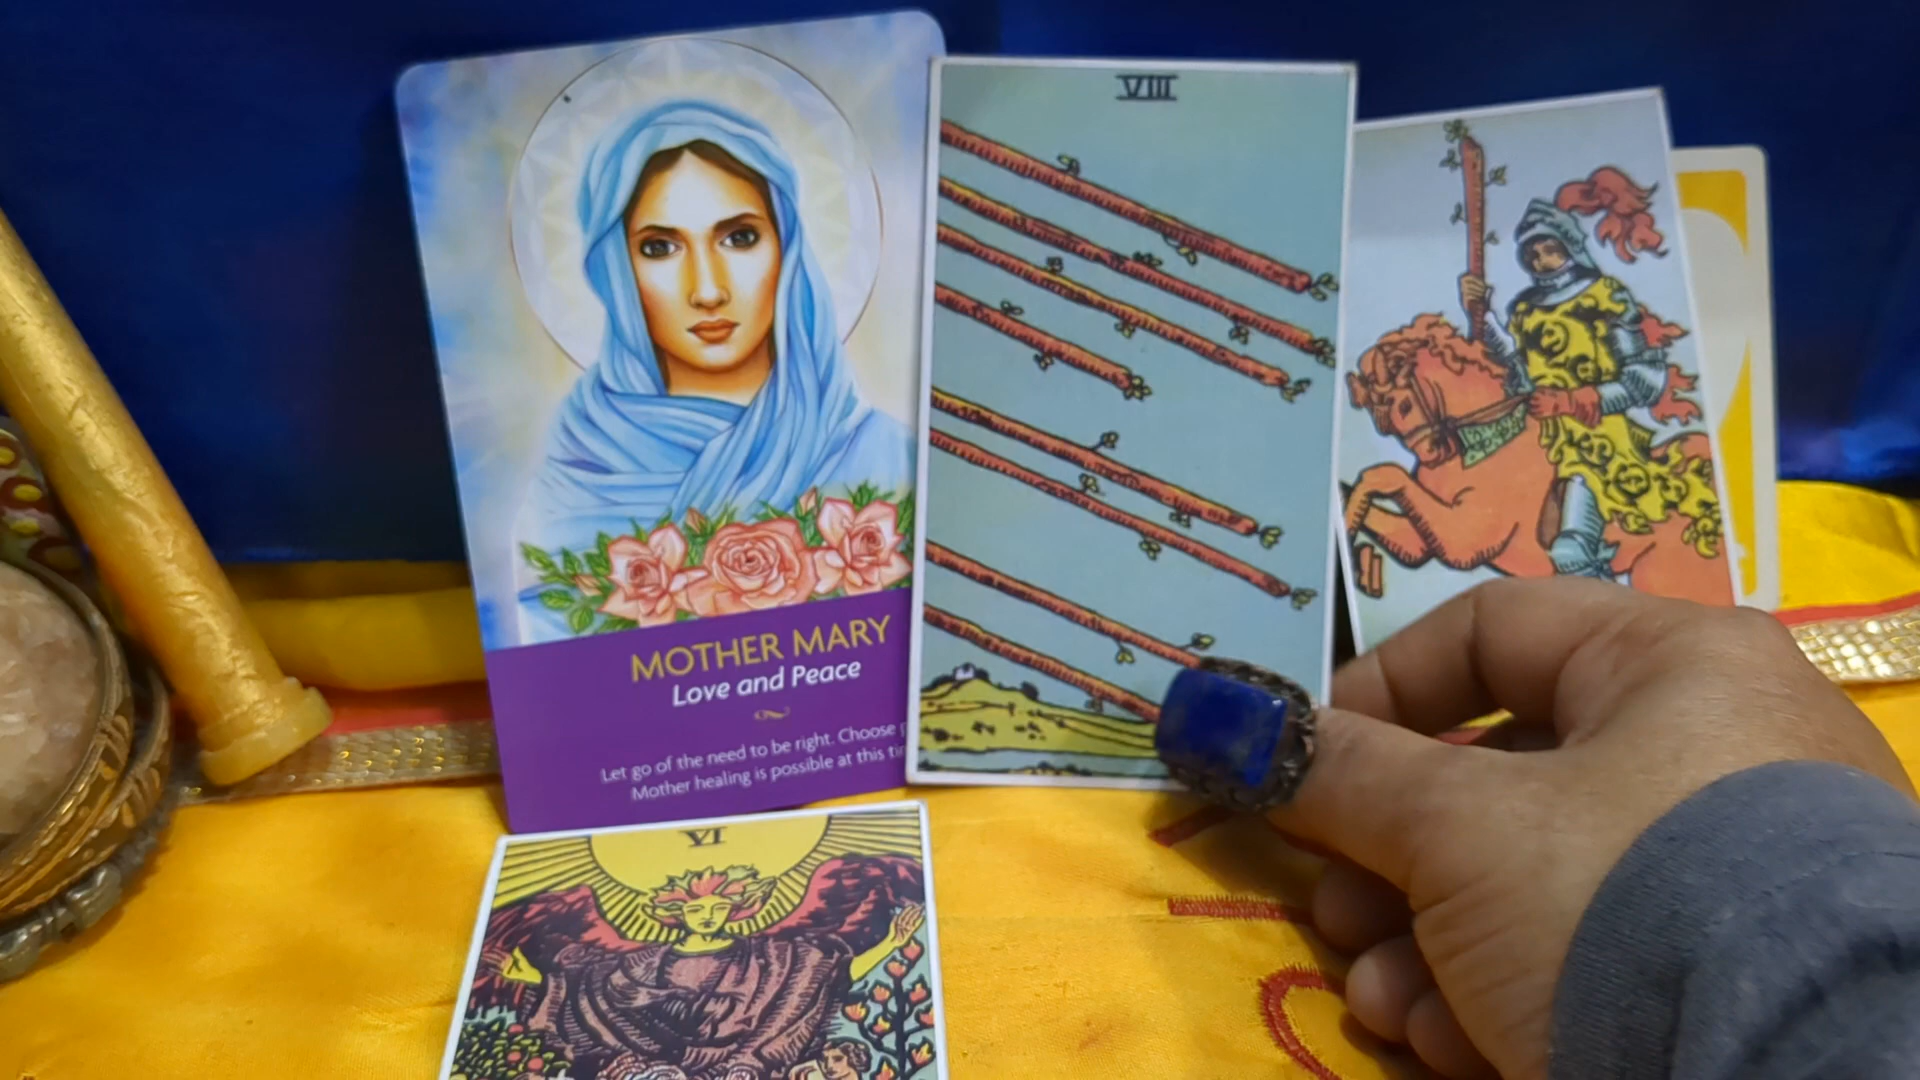 VIII
MOTHER MARY
Love and Peace
Let go of the need to be right. Choose
Mother healing is possible at this
VI